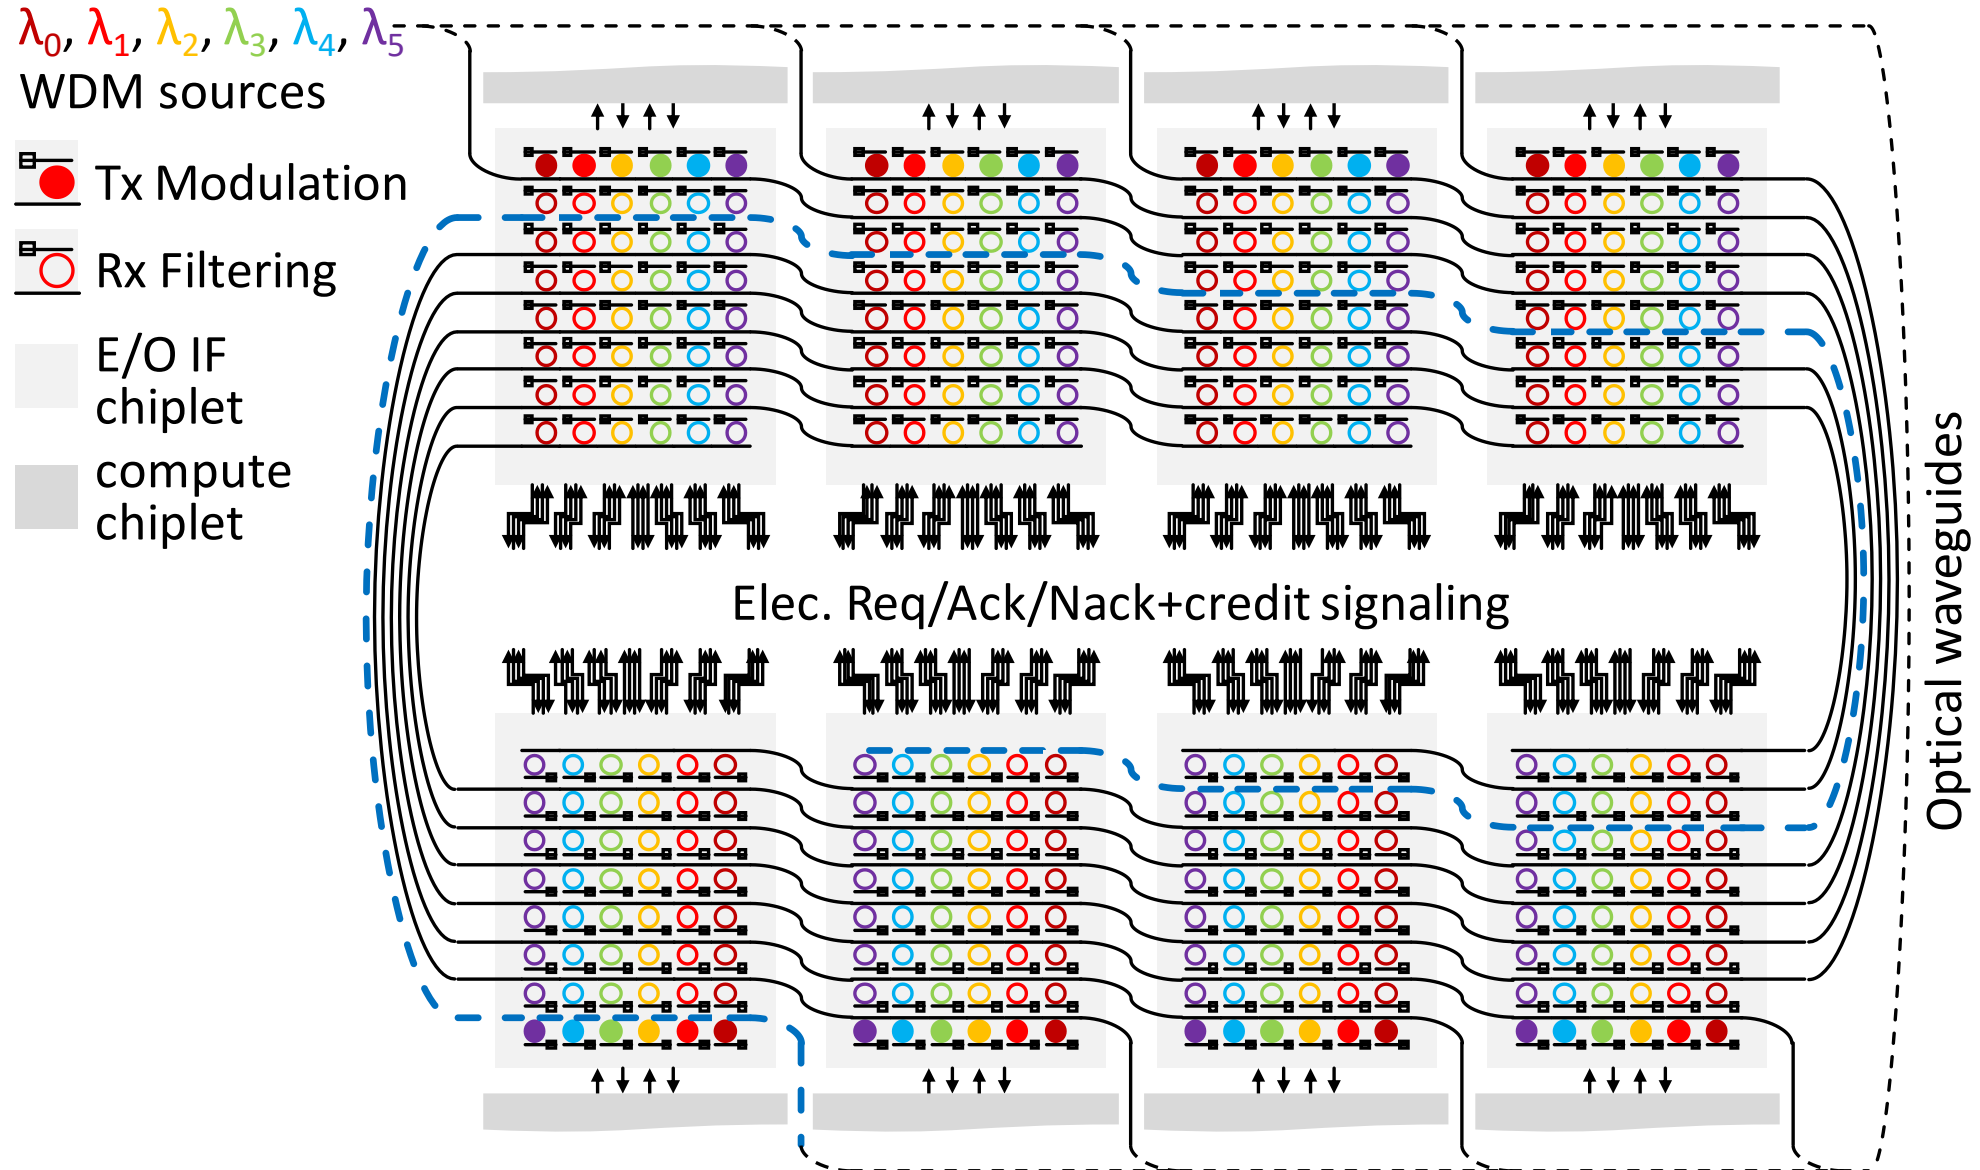 λ0, λ1, λ2, λ3, λ4, λ5
WDM sources
Tx Modulation
Rx Filtering
E/O IF
chiplet
compute
chiplet
Elec. Req/Ack/Nack+credit signaling
Optical waveguides